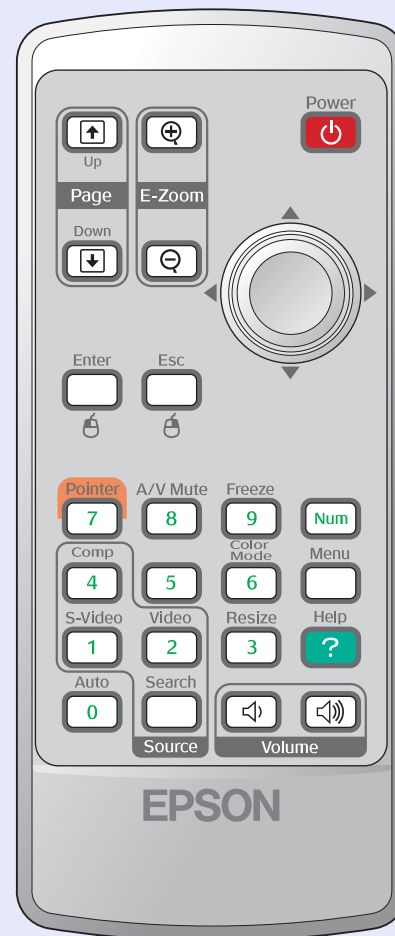 Power
Up
Page E-Zoom
Down
Enter Esc
Pointer A/V Mute Freeze
7 8 9 Num
Comp Color Mode Menu
4 5 6
S-Video Video Resize Help
1 2 3 ?
Auto Search
0
Source Volume
EPSON